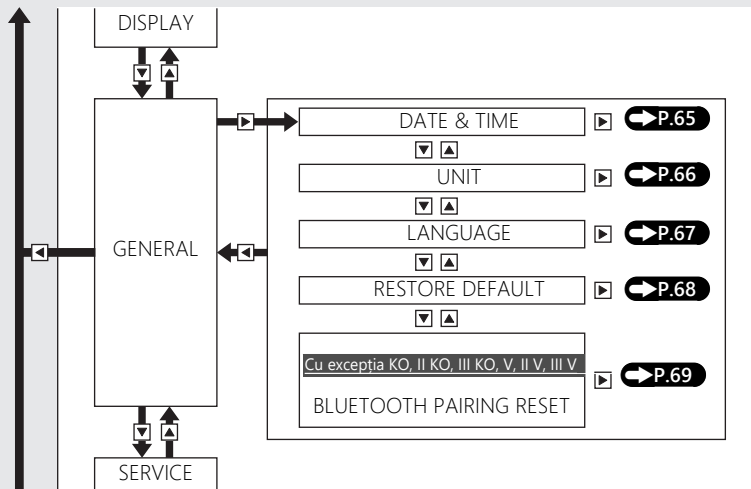 DISPLAY
DATE & TIME
P.65
UNIT
P.66
GENERAL
LANGUAGE
P.67
RESTORE DEFAULT
P.68
Cu excepția KO, II KO, III KO, V, II V, III V
P.69
BLUETOOTH PAIRING RESET
SERVICE